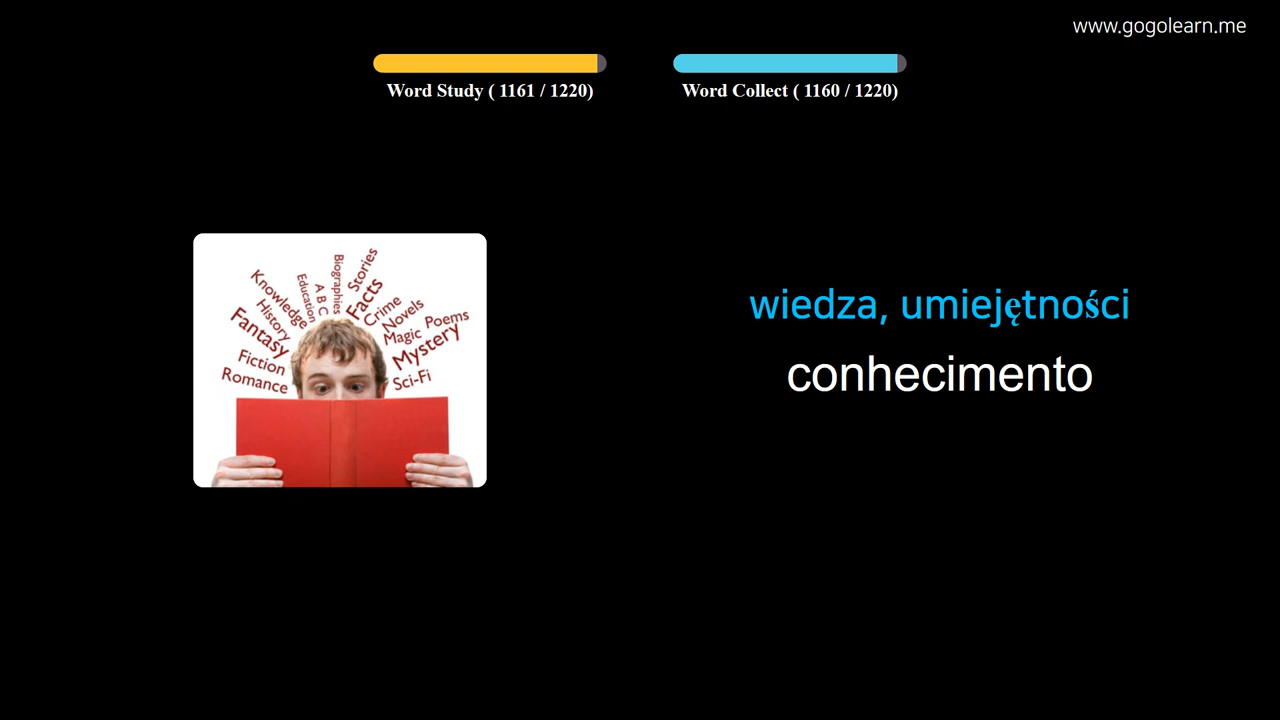 www.gogolearn.me
Word Study ( 1161 / 1220)
Word Collect ( 1160 / 1220)
wiedza, umiejętności
conhecimento
Stories
Biographies
Facts
A B C
Education
Crime
Knowledge
Novels
History
Magic
Poems
Fantasy
Mystery
Fiction
Sci-Fi
Romance